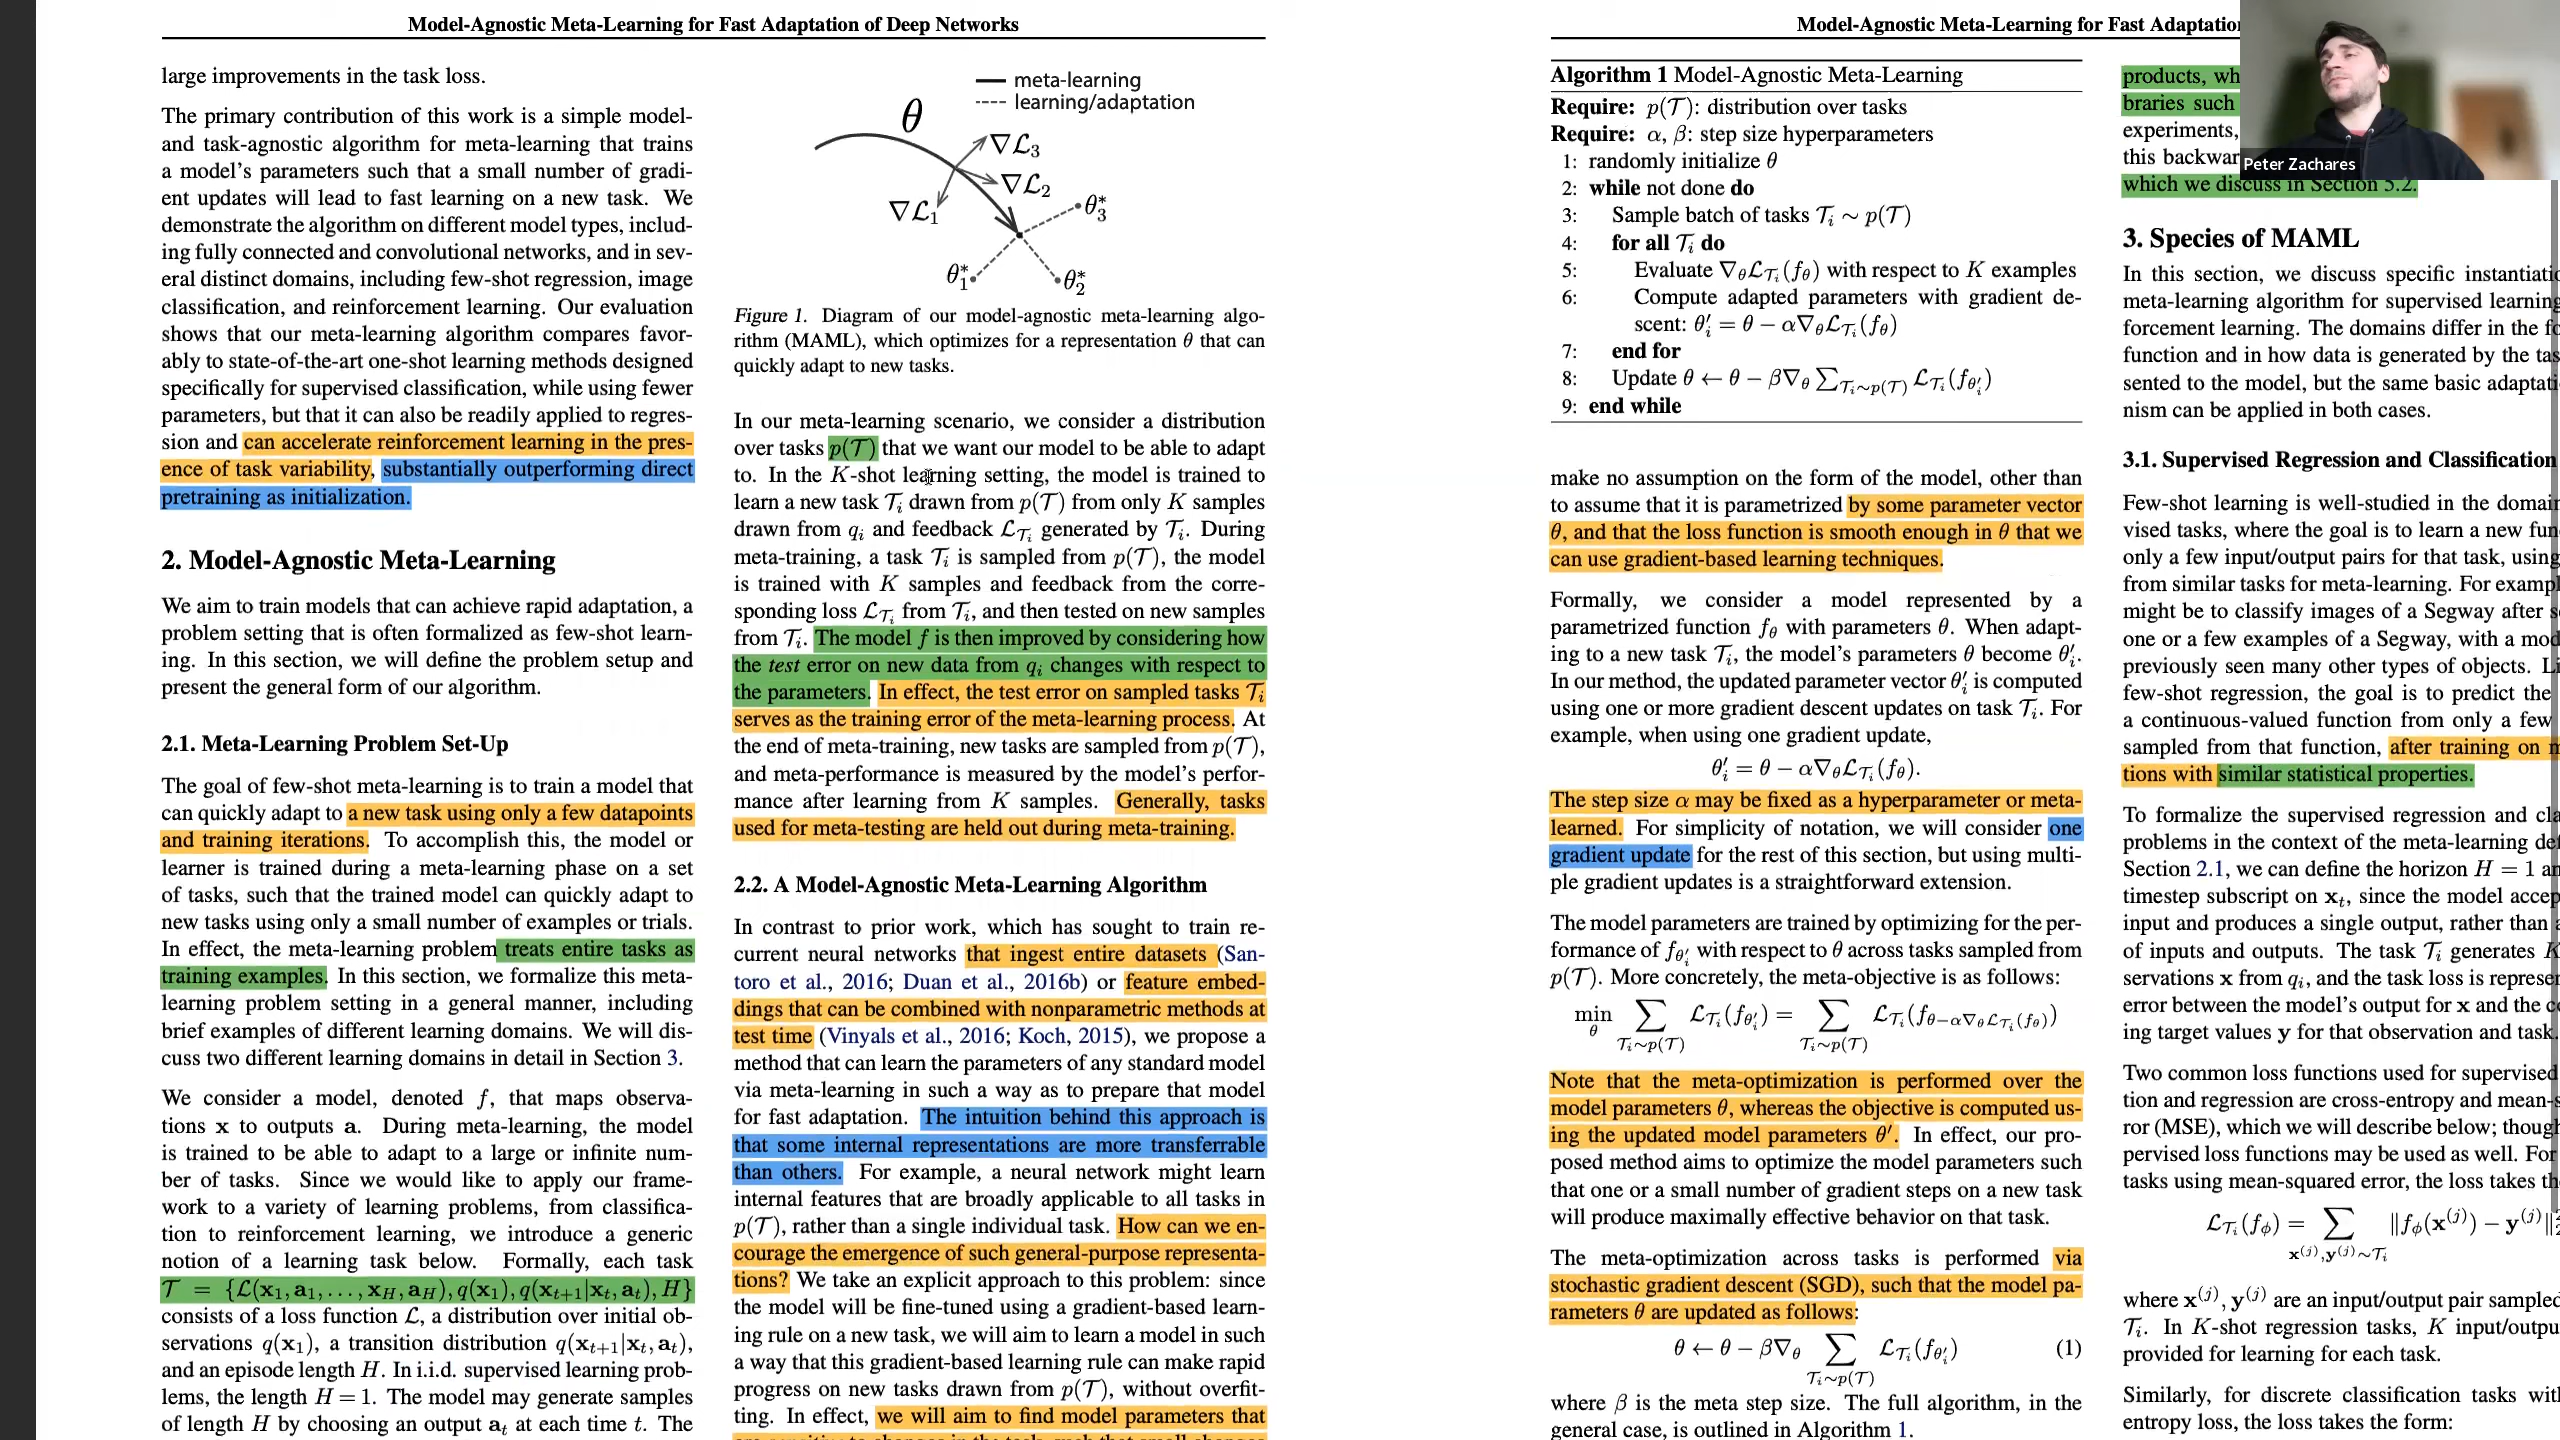 Model-Agnostic Meta-Learning for Fast Adaptation of Deep Networks
large improvements in the task loss.
The primary contribution of this work is a simple model-
and task-agnostic algorithm for meta-learning that trains
a model's parameters such that a small number of gradi-
ent updates will lead to fast learning on a new task. We
demonstrate the algorithm on different model types, includ-
ing fully connected and convolutional networks, and in sev-
eral distinct domains, including few-shot regression, image
classification, and reinforcement learning. Our evaluation
shows that our meta-learning algorithm compares favor-
ably to state-of-the-art one-shot learning methods designed
specifically for supervised classification, while using fewer
parameters, but that it can also be readily applied to regres-
sion and can accelerate reinforcement learning in the pres-
ence of task variability, substantially outperforming direct
pretraining as initialization.
2. Model-Agnostic Meta-Learning
We aim to train models that can achieve rapid adaptation, a
problem setting that is often formalized as few-shot learn-
ing. In this section, we will define the problem setup and
present the general form of our algorithm.
2.1. Meta-Learning Problem Set-Up
The goal of few-shot meta-learning is to train a model that
can quickly adapt to a new task using only a few datapoints
and training iterations. To accomplish this, the model or
learner is trained during a meta-learning phase on a set
of tasks, such that the trained model can quickly adapt to
new tasks using only a small number of examples or trials.
In effect, the meta-learning problem treats entire tasks as
training examples. In this section, we formalize this meta-
learning problem setting in a general manner, including
brief examples of different learning domains. We will dis-
cuss two different learning domains in detail in Section 3.
We consider a model, denoted f, that maps observa-
tions x to outputs a. During meta-learning, the model
is trained to be able to adapt to a large or infinite num-
ber of tasks. Since we would like to apply our frame-
work to a variety of learning problems, from classifica-
tion to reinforcement learning, we introduce a generic
notion of a learning task below. Formally, each task
𝒯 = {ℒ(x₁, a₁, . . . , x_H, a_H), q(x₁), q(x_{t+1}|x_t, a_t), H}
consists of a loss function ℒ, a distribution over initial ob-
servations q(x₁), a transition distribution q(x_{t+1}|x_t, a_t),
and an episode length H. In i.i.d. supervised learning prob-
lems, the length H = 1. The model may generate samples
of length H by choosing an output a_t at each time t. The
meta-learning
learning/adaptation
θ
∇ℒ₃
∇ℒ₂
∇ℒ₁
θ₃*
θ₁*
θ₂*
Figure 1. Diagram of our model-agnostic meta-learning algo-
rithm (MAML), which optimizes for a representation θ that can
quickly adapt to new tasks.
In our meta-learning scenario, we consider a distribution
over tasks p(𝒯) that we want our model to be able to adapt
to. In the K-shot learning setting, the model is trained to
learn a new task 𝒯_i drawn from p(𝒯) from only K samples
drawn from q_i and feedback ℒ_{𝒯_i} generated by 𝒯_i. During
meta-training, a task 𝒯_i is sampled from p(𝒯), the model
is trained with K samples and feedback from the corre-
sponding loss ℒ_{𝒯_i} from 𝒯_i, and then tested on new samples
from 𝒯_i. The model f is then improved by considering how
the test error on new data from q_i changes with respect to
the parameters. In effect, the test error on sampled tasks 𝒯_i
serves as the training error of the meta-learning process. At
the end of meta-training, new tasks are sampled from p(𝒯),
and meta-performance is measured by the model's perfor-
mance after learning from K samples. Generally, tasks
used for meta-testing are held out during meta-training.
2.2. A Model-Agnostic Meta-Learning Algorithm
In contrast to prior work, which has sought to train re-
current neural networks that ingest entire datasets (San-
toro et al., 2016; Duan et al., 2016b) or feature embed-
dings that can be combined with nonparametric methods at
test time (Vinyals et al., 2016; Koch, 2015), we propose a
method that can learn the parameters of any standard model
via meta-learning in such a way as to prepare that model
for fast adaptation. The intuition behind this approach is
that some internal representations are more transferrable
than others. For example, a neural network might learn
internal features that are broadly applicable to all tasks in
p(𝒯), rather than a single individual task. How can we en-
courage the emergence of such general-purpose representa-
tions? We take an explicit approach to this problem: since
the model will be fine-tuned using a gradient-based learn-
ing rule on a new task, we will aim to learn a model in such
a way that this gradient-based learning rule can make rapid
progress on new tasks drawn from p(𝒯), without overfit-
ting. In effect, we will aim to find model parameters that
Model-Agnostic Meta-Learning for Fast Adaptation
Algorithm 1 Model-Agnostic Meta-Learning
Require: p(𝒯): distribution over tasks
Require: α, β: step size hyperparameters
1: randomly initialize θ
2: while not done do
3: Sample batch of tasks 𝒯_i ∼ p(𝒯)
4: for all 𝒯_i do
5: Evaluate ∇_θ ℒ_{𝒯_i}(f_θ) with respect to K examples
6: Compute adapted parameters with gradient de-
scent: θ'_i = θ − α∇_θ ℒ_{𝒯_i}(f_θ)
7: end for
8: Update θ ← θ − β∇_θ ∑_{𝒯_i∼p(𝒯)} ℒ_{𝒯_i}(f_{θ'_i})
9: end while
make no assumption on the form of the model, other than
to assume that it is parametrized by some parameter vector
θ, and that the loss function is smooth enough in θ that we
can use gradient-based learning techniques.
Formally, we consider a model represented by a
parametrized function f_θ with parameters θ. When adapt-
ing to a new task 𝒯_i, the model's parameters θ become θ'_i.
In our method, the updated parameter vector θ'_i is computed
using one or more gradient descent updates on task 𝒯_i. For
example, when using one gradient update,
θ'_i = θ − α∇_θ ℒ_{𝒯_i}(f_θ).
The step size α may be fixed as a hyperparameter or meta-
learned. For simplicity of notation, we will consider one
gradient update for the rest of this section, but using multi-
ple gradient updates is a straightforward extension.
The model parameters are trained by optimizing for the per-
formance of f_{θ'_i} with respect to θ across tasks sampled from
p(𝒯). More concretely, the meta-objective is as follows:
min_θ ∑_{𝒯_i∼p(𝒯)} ℒ_{𝒯_i}(f_{θ'_i}) = ∑_{𝒯_i∼p(𝒯)} ℒ_{𝒯_i}(f_{θ−α∇_θ ℒ_{𝒯_i}(f_θ)})
Note that the meta-optimization is performed over the
model parameters θ, whereas the objective is computed us-
ing the updated model parameters θ'. In effect, our pro-
posed method aims to optimize the model parameters such
that one or a small number of gradient steps on a new task
will produce maximally effective behavior on that task.
The meta-optimization across tasks is performed via
stochastic gradient descent (SGD), such that the model pa-
rameters θ are updated as follows:
θ ← θ − β∇_θ ∑_{𝒯_i∼p(𝒯)} ℒ_{𝒯_i}(f_{θ'_i}) (1)
where β is the meta step size. The full algorithm, in the
general case, is outlined in Algorithm 1.
products, wh
braries such
experiments,
this backwar
which we discuss in Section 5.2.
Peter Zachares
3. Species of MAML
In this section, we discuss specific instantiatio
meta-learning algorithm for supervised learning
forcement learning. The domains differ in the fo
function and in how data is generated by the tas
sented to the model, but the same basic adaptati
nism can be applied in both cases.
3.1. Supervised Regression and Classification
Few-shot learning is well-studied in the domain
vised tasks, where the goal is to learn a new fun
only a few input/output pairs for that task, using
from similar tasks for meta-learning. For exampl
might be to classify images of a Segway after s
one or a few examples of a Segway, with a mod
previously seen many other types of objects. Li
few-shot regression, the goal is to predict the
a continuous-valued function from only a few
sampled from that function, after training on m
tions with similar statistical properties.
To formalize the supervised regression and cla
problems in the context of the meta-learning def
Section 2.1, we can define the horizon H = 1 an
timestep subscript on x_t, since the model accep
input and produces a single output, rather than a
of inputs and outputs. The task 𝒯_i generates K
servations x from q_i, and the task loss is represe
error between the model's output for x and the co
ing target values y for that observation and task.
Two common loss functions used for supervised
tion and regression are cross-entropy and mean-s
ror (MSE), which we will describe below; though
pervised loss functions may be used as well. For
tasks using mean-squared error, the loss takes th
ℒ_{𝒯_i}(f_φ) = ∑_{x^{(j)},y^{(j)}∼𝒯_i} ‖f_φ(x^{(j)}) − y^{(j)}‖²₂
where x^{(j)}, y^{(j)} are an input/output pair sampled
𝒯_i. In K-shot regression tasks, K input/outpu
provided for learning for each task.
Similarly, for discrete classification tasks wit
entropy loss, the loss takes the form: